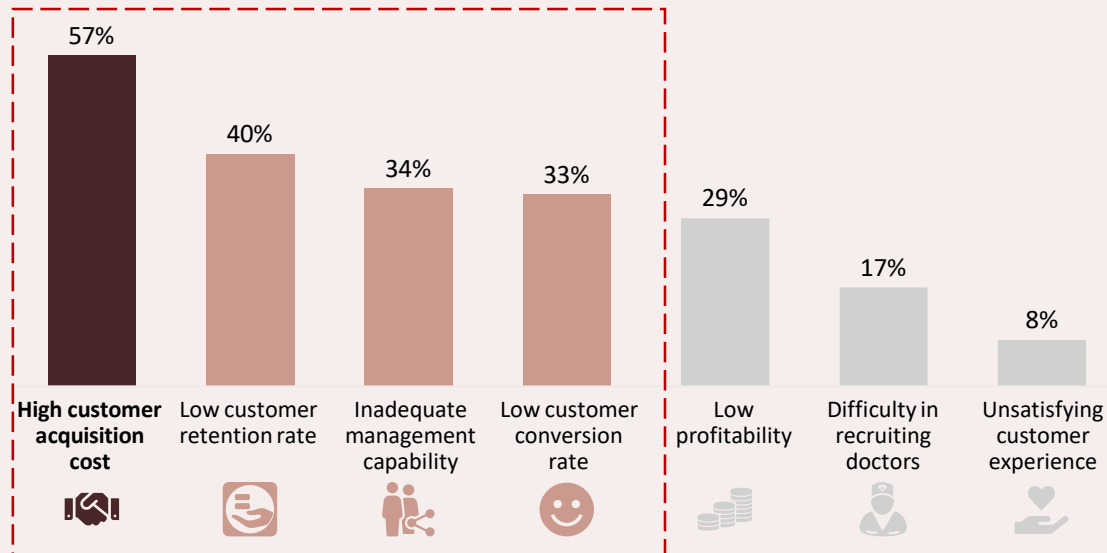 57%
40%
34%
33%
29%
17%
8%
High customer
acquisition
cost
Low customer
retention rate
Inadequate
management
capability
Low customer
conversion
rate
Low
profitability
Difficulty in
recruiting
doctors
Unsatisfying
customer
experience